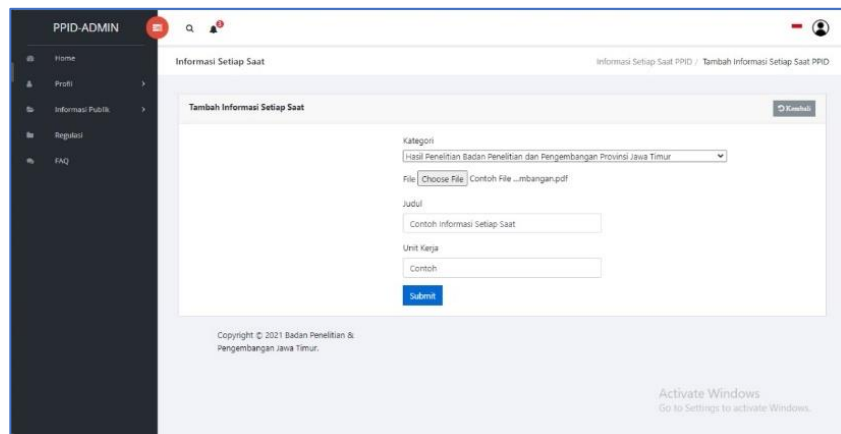 PPID-ADMIN
Home
Profil
Informasi Publik
Regulasi
FAQ
Informasi Setiap Saat
Informasi Setiap Saat PPID / Tambah Informasi Setiap Saat PPID
Tambah Informasi Setiap Saat
Kembali
Kategori
Hasil Penelitian Badan Penelitian dan Pengembangan Provinsi Jawa Timur
File Choose File Contoh File ...mbangan.pdf
Judul
Contoh Informasi Setiap Saat
Unit Kerja
Contoh
Submit
Copyright © 2021 Badan Penelitian &
Pengembangan Jawa Timur.
Activate Windows
Go to Settings to activate Windows.